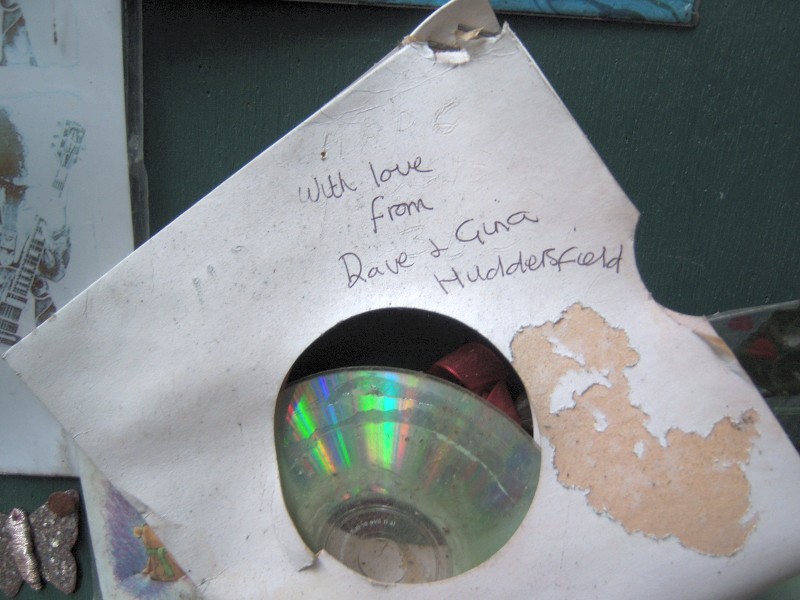 with love
from
Dave & Gina
Huddersfield